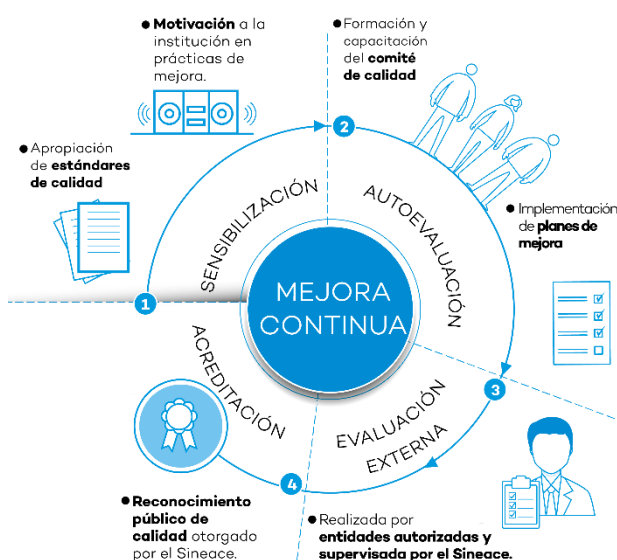 ● Motivación a la
institución en
prácticas de
mejora.
● Formación y
capacitación
del comité
de calidad
● Apropiación
de estándares
de calidad
● Implementación
de planes de
mejora
1
SENSIBILIZACIÓN
2
AUTOEVALUACIÓN
MEJORA
CONTINUA
3
EVALUACIÓN
EXTERNA
4
ACREDITACIÓN
● Reconocimiento
público de
calidad otorgado
por el Sineace.
● Realizada por
entidades autorizadas y
supervisada por el Sineace.